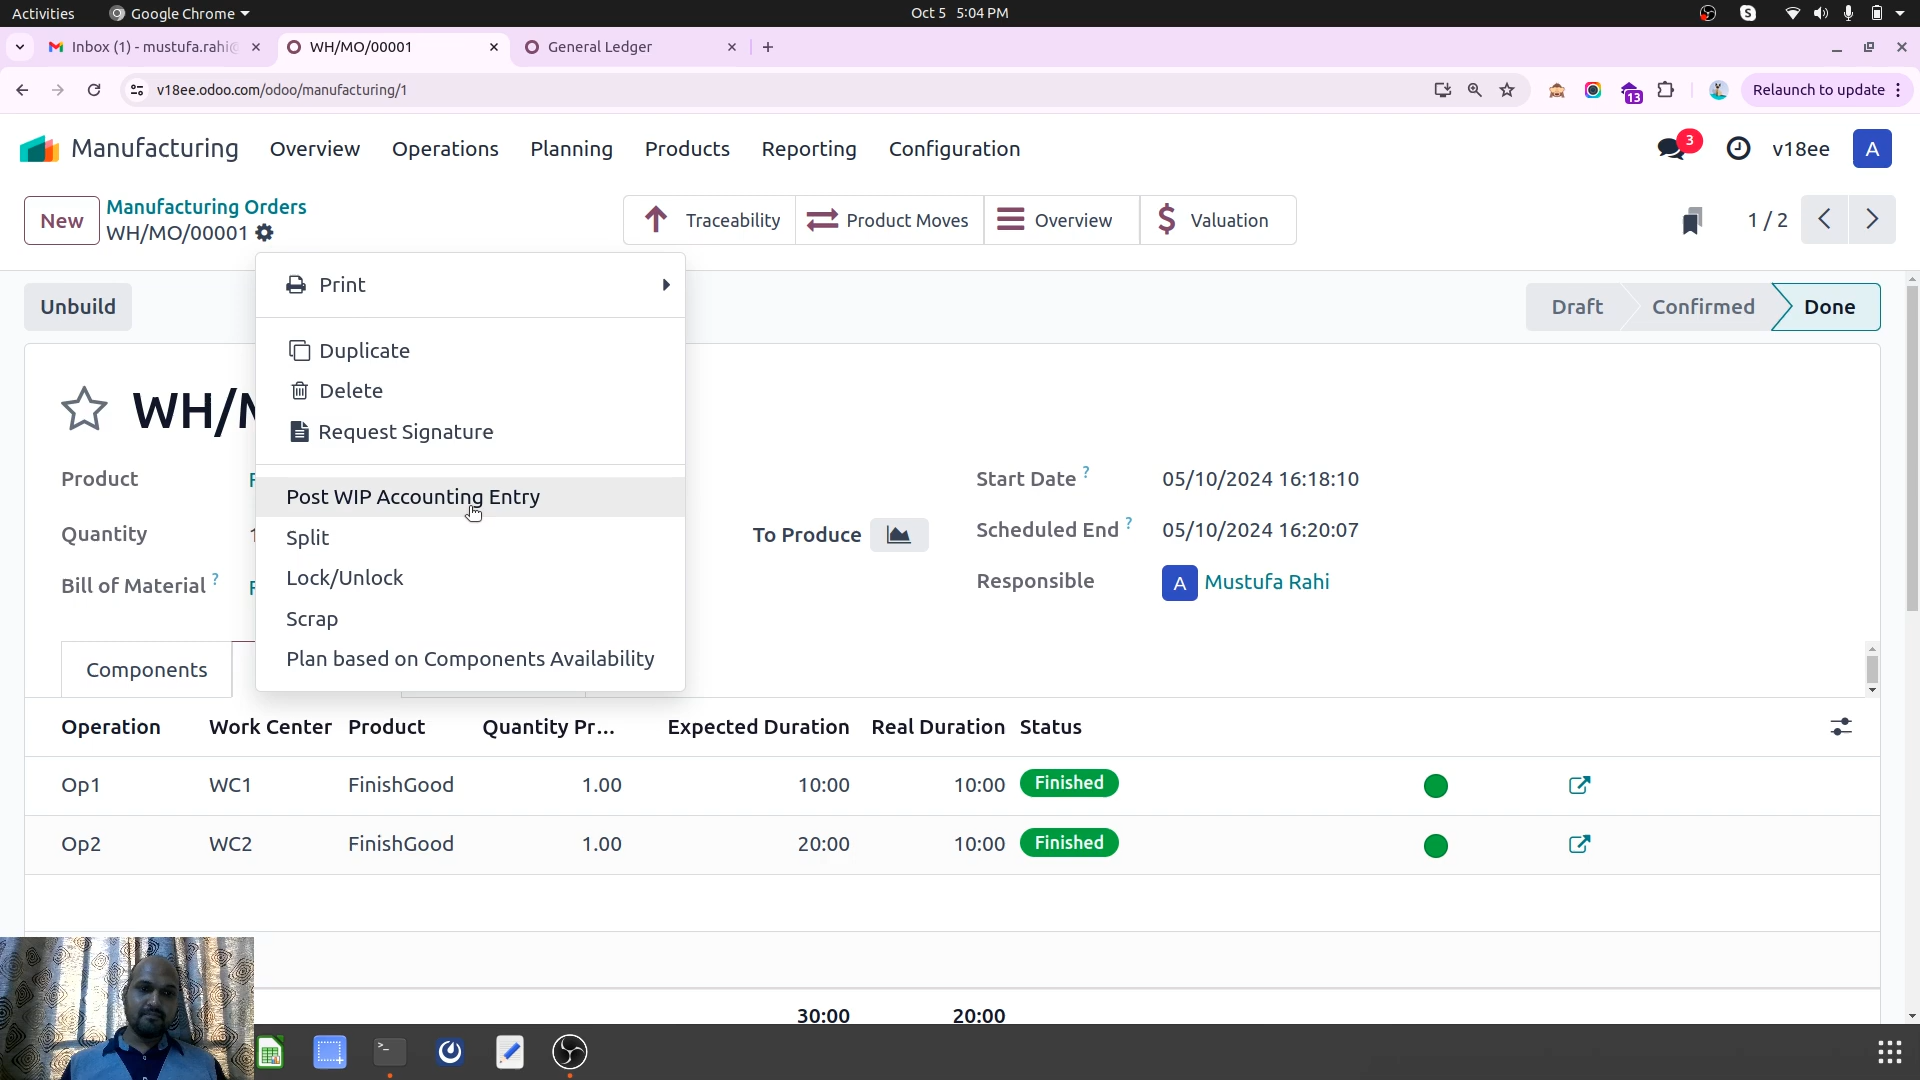 Activities
Google Chrome
Oct 5 5:04 PM
Inbox (1) - mustufa.rahi@
WH/MO/00001
General Ledger
v18ee.odoo.com/odoo/manufacturing/1
13
Relaunch to update
Manufacturing
Overview
Operations
Planning
Products
Reporting
Configuration
3
v18ee
A
New
Manufacturing Orders
WH/MO/00001
Traceability
Product Moves
Overview
Valuation
1 / 2
Unbuild
Draft
Confirmed
Done
Print
Duplicate
Delete
Request Signature
Post WIP Accounting Entry
Split
Lock/Unlock
Scrap
Plan based on Components Availability
Product
Quantity
To Produce
Bill of Material ?
Start Date ? 05/10/2024 16:18:10
Scheduled End ? 05/10/2024 16:20:07
Responsible A Mustufa Rahi
Components
Operation Work Center Product Quantity Pr... Expected Duration Real Duration Status
Op1 WC1 FinishGood 1.00 10:00 10:00 Finished
Op2 WC2 FinishGood 1.00 20:00 10:00 Finished
30:00 20:00